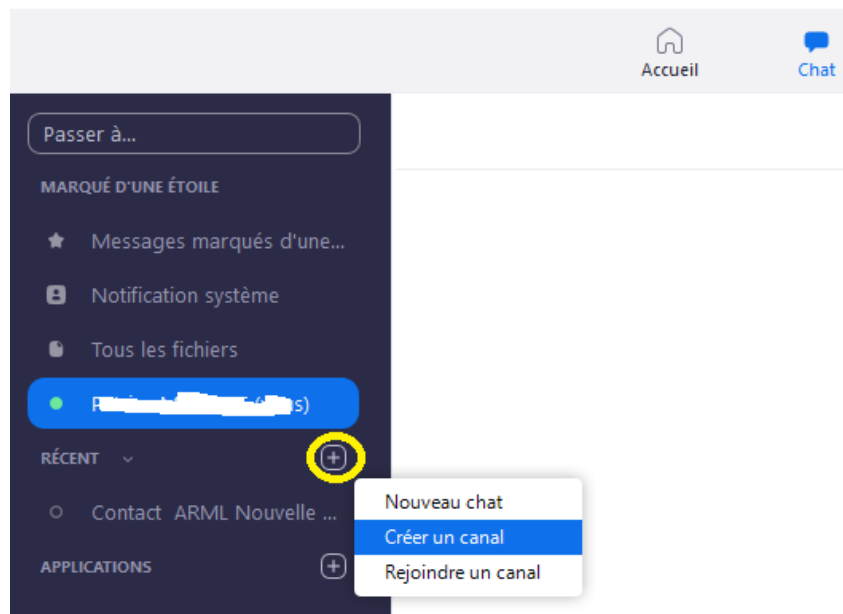 Accueil
Chat
Passer à...
MARQUÉ D'UNE ÉTOILE
Messages marqués d'une...
Notification système
Tous les fichiers
RÉCENT
Contact ARML Nouvelle ...
APPLICATIONS
Nouveau chat
Créer un canal
Rejoindre un canal